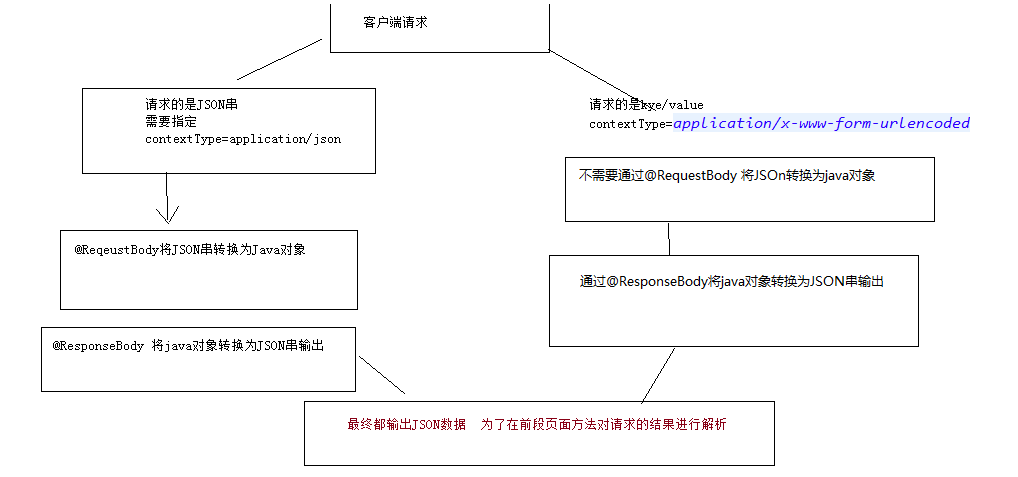 客户端请求
请求的是JSON串
需要指定
contextType=application/json
请求的是kye/value
contextType=application/x-www-form-urlencoded
不需要通过@RequestBody 将JSOn转换为java对象
@ReqeustBody将JSON串转换为Java对象
通过@ResponseBody将java对象转换为JSON串输出
@ResponseBody 将java对象转换为JSON串输出
最终都输出JSON数据 为了在前段页面方法对请求的结果进行解析